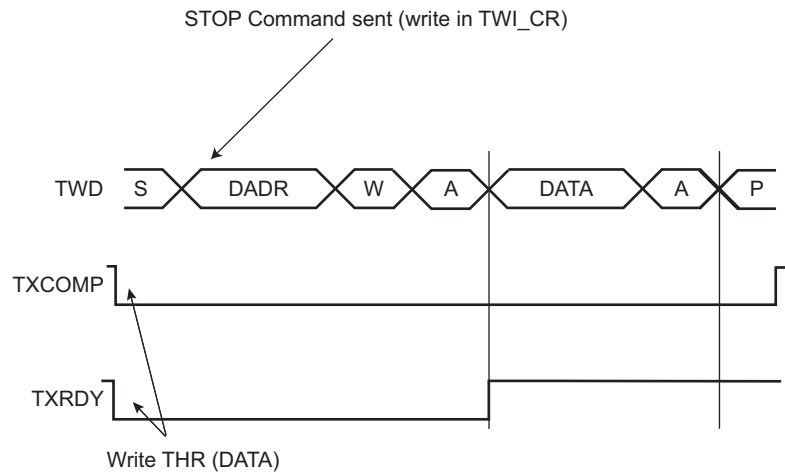 STOP Command sent (write in TWI_CR)
TWD S DADR W A DATA A P
TXCOMP
TXRDY
Write THR (DATA)